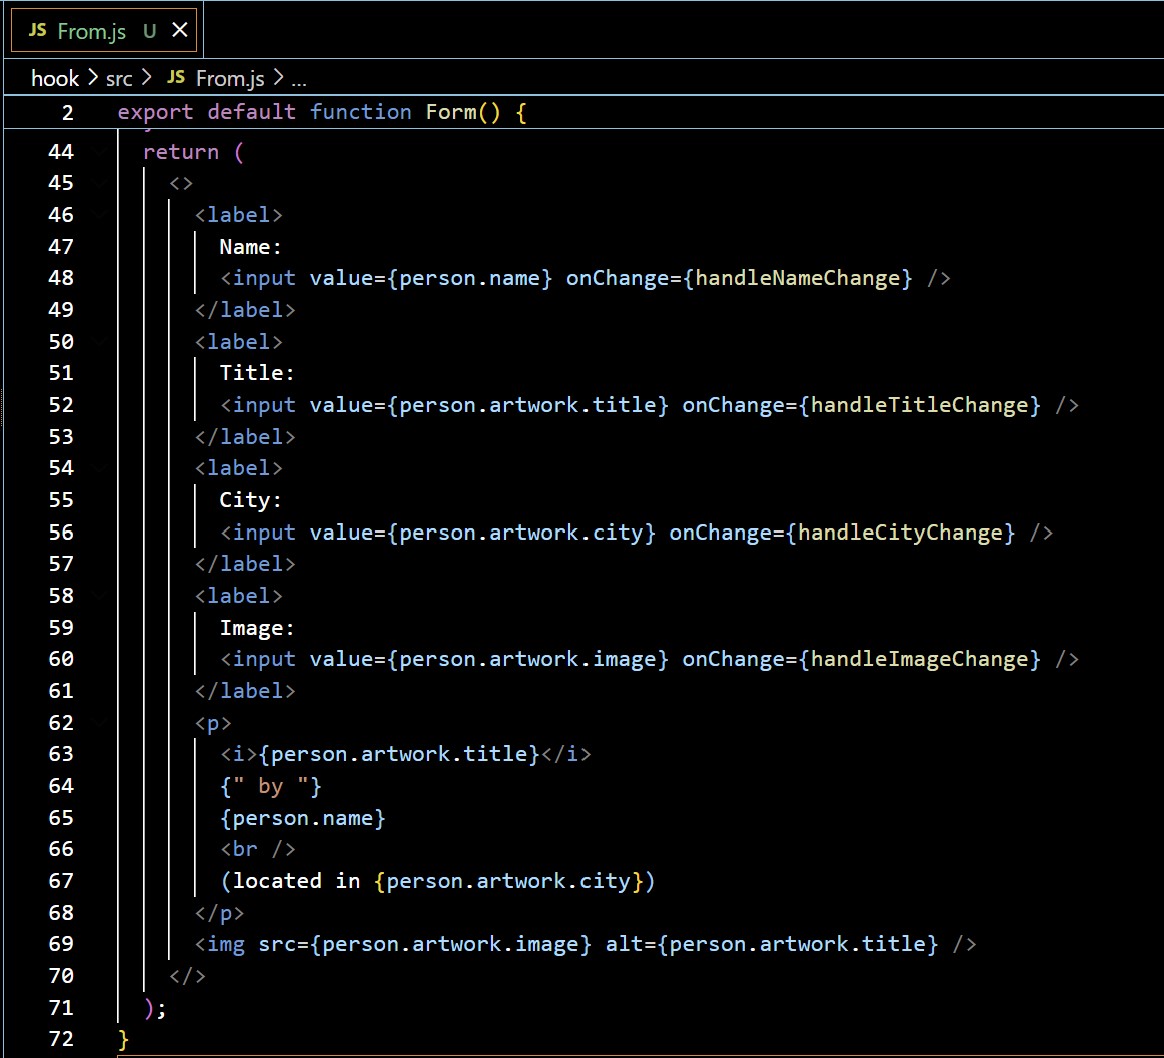 JS From.js U ×
hook > src > JS From.js > ...
2 export default function Form() {
44 return (
45 <>
46 <label>
47 Name:
48 <input value={person.name} onChange={handleNameChange} />
49 </label>
50 <label>
51 Title:
52 <input value={person.artwork.title} onChange={handleTitleChange} />
53 </label>
54 <label>
55 City:
56 <input value={person.artwork.city} onChange={handleCityChange} />
57 </label>
58 <label>
59 Image:
60 <input value={person.artwork.image} onChange={handleImageChange} />
61 </label>
62 <p>
63 <i>{person.artwork.title}</i>
64 {" by "}
65 {person.name}
66 <br />
67 (located in {person.artwork.city})
68 </p>
69 <img src={person.artwork.image} alt={person.artwork.title} />
70 </>
71 );
72 }